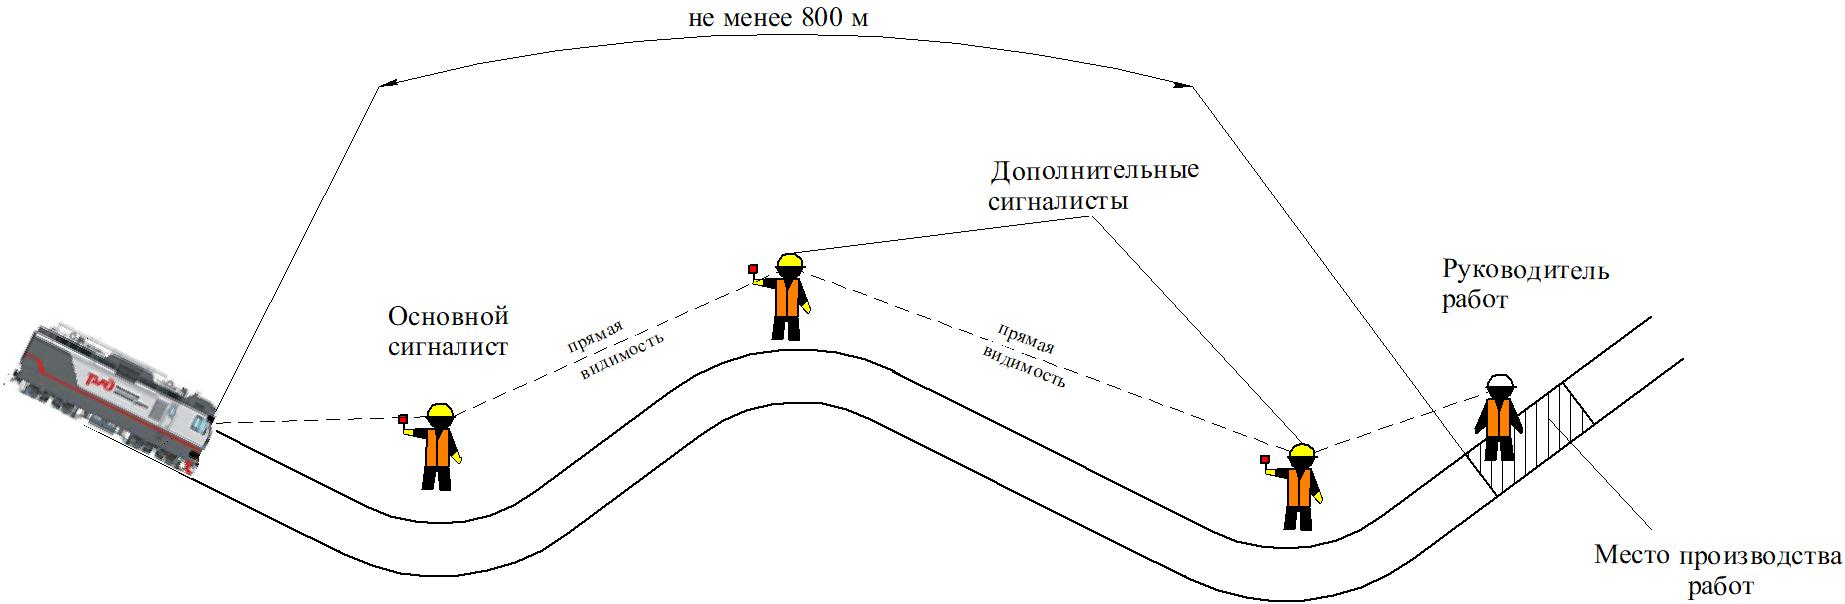 не менее 800 м
Дополнительные
сигналисты
Руководитель
работ
Основной
сигналист
прямая
видимость
прямая
видимость
Место производства
работ